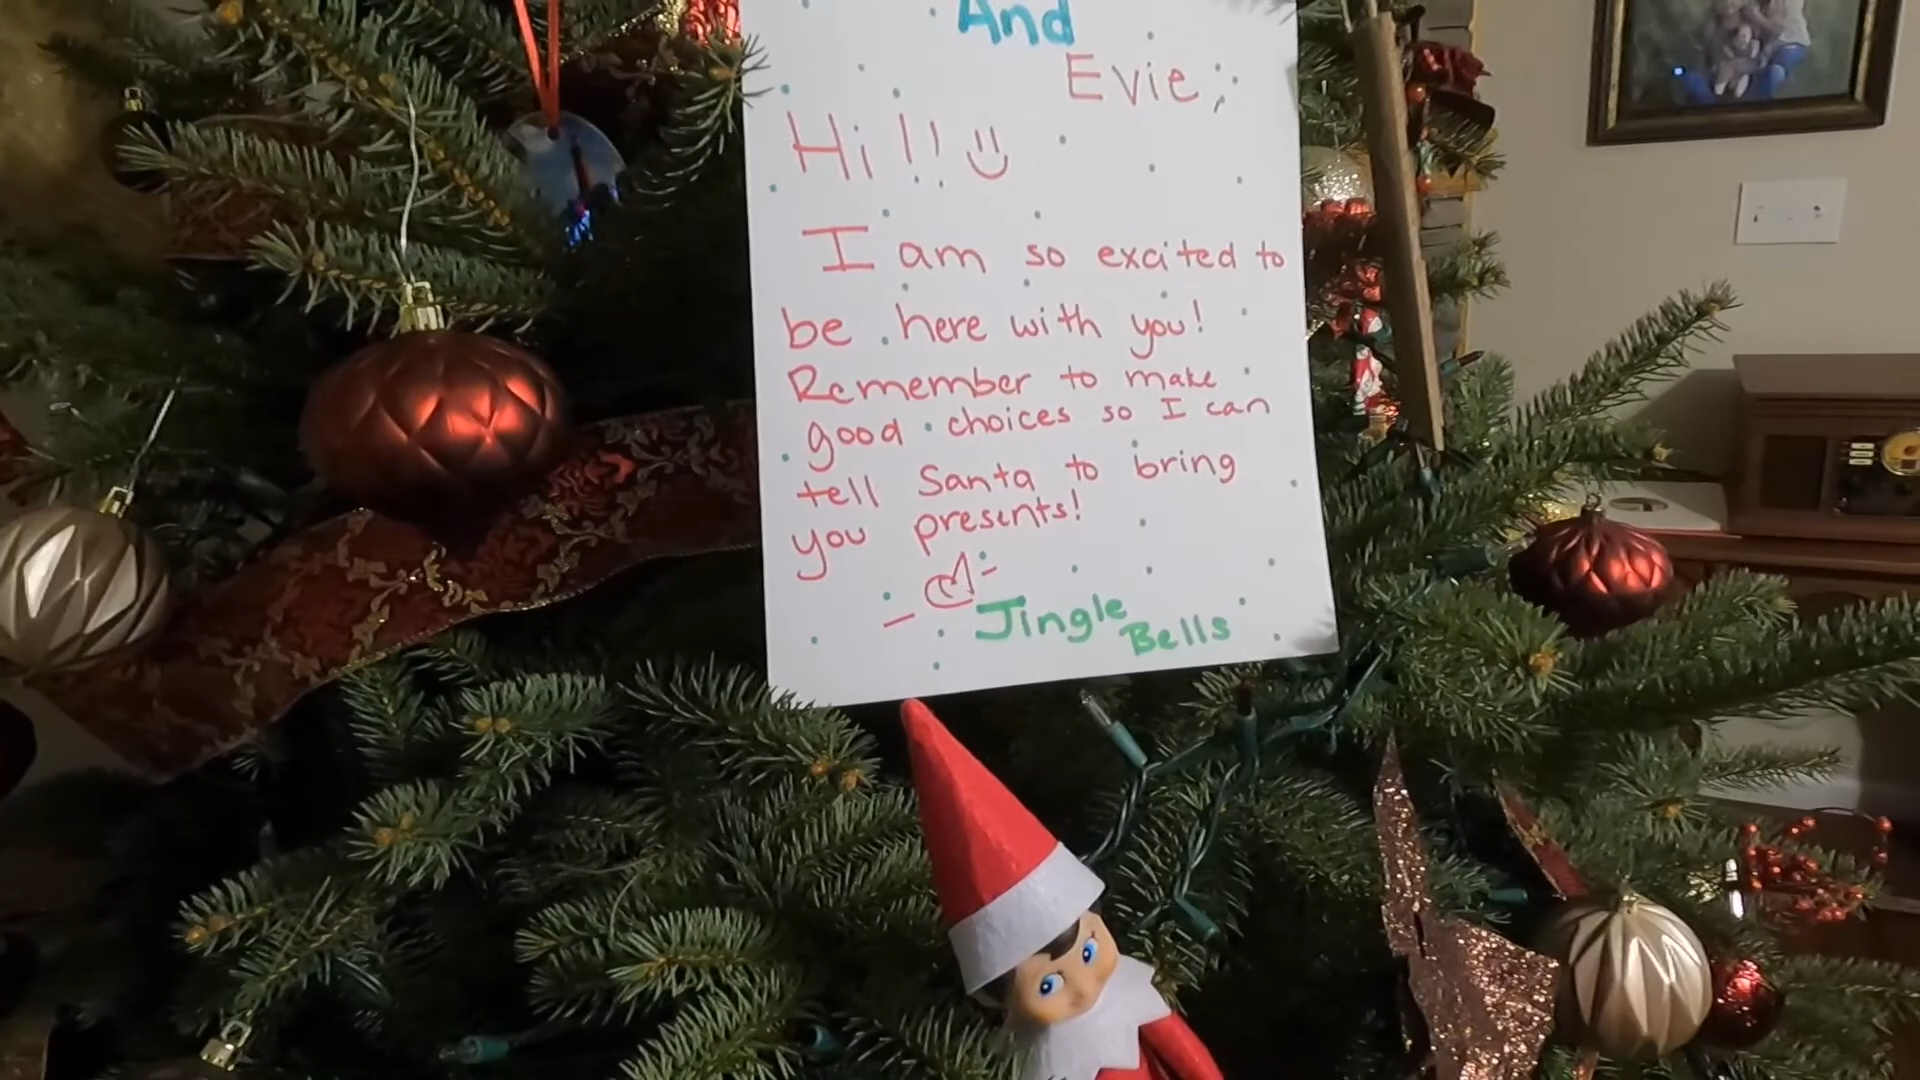 And
Evie,
Hi!! 
I am so excited to
be here with you!
Remember to make
good choices so I can
tell Santa to bring
you presents!
- Jingle
Bells